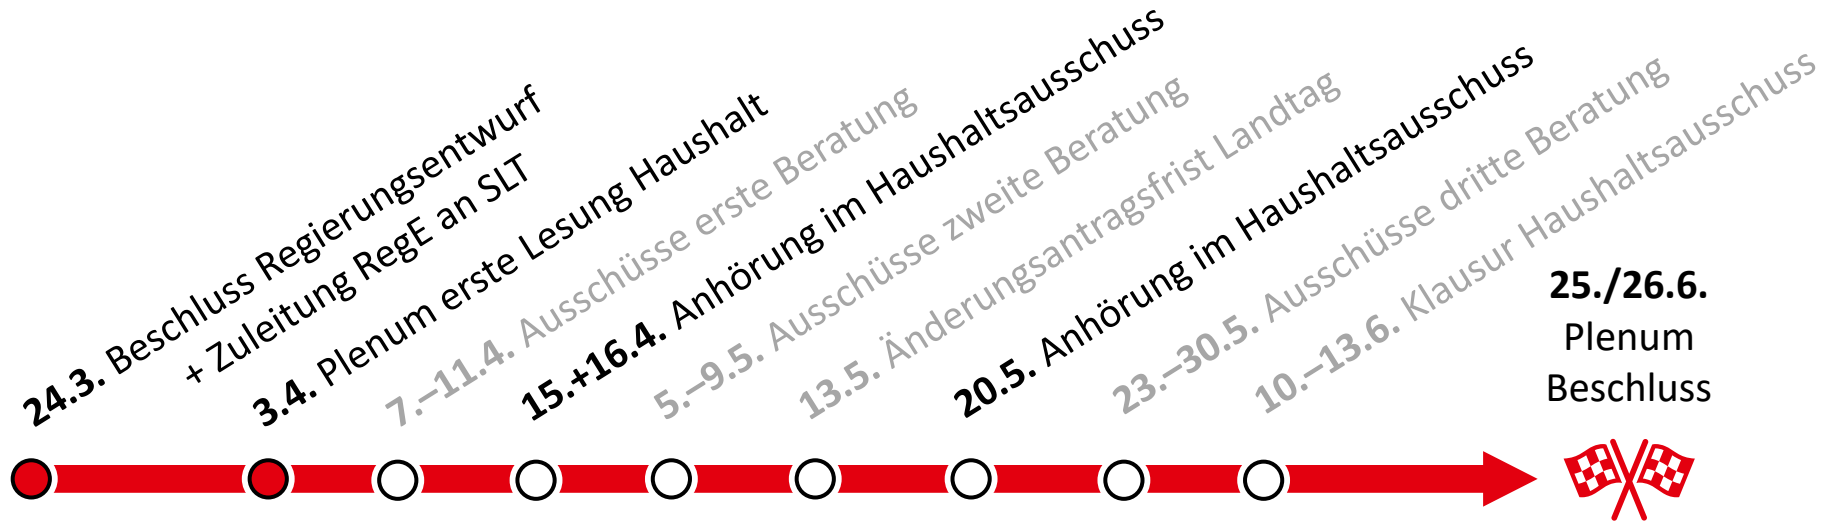 24.3. Beschluss Regierungsentwurf
+ Zuleitung RegE an SLT
3.4. Plenum erste Lesung Haushalt
7.–11.4. Ausschüsse erste Beratung
15.+16.4. Anhörung im Haushaltsausschuss
5.–9.5. Ausschüsse zweite Beratung
13.5. Änderungsantragsfrist Landtag
20.5. Anhörung im Haushaltsausschuss
23.–30.5. Ausschüsse dritte Beratung
10.–13.6. Klausur Haushaltsausschuss
25./26.6.
Plenum
Beschluss